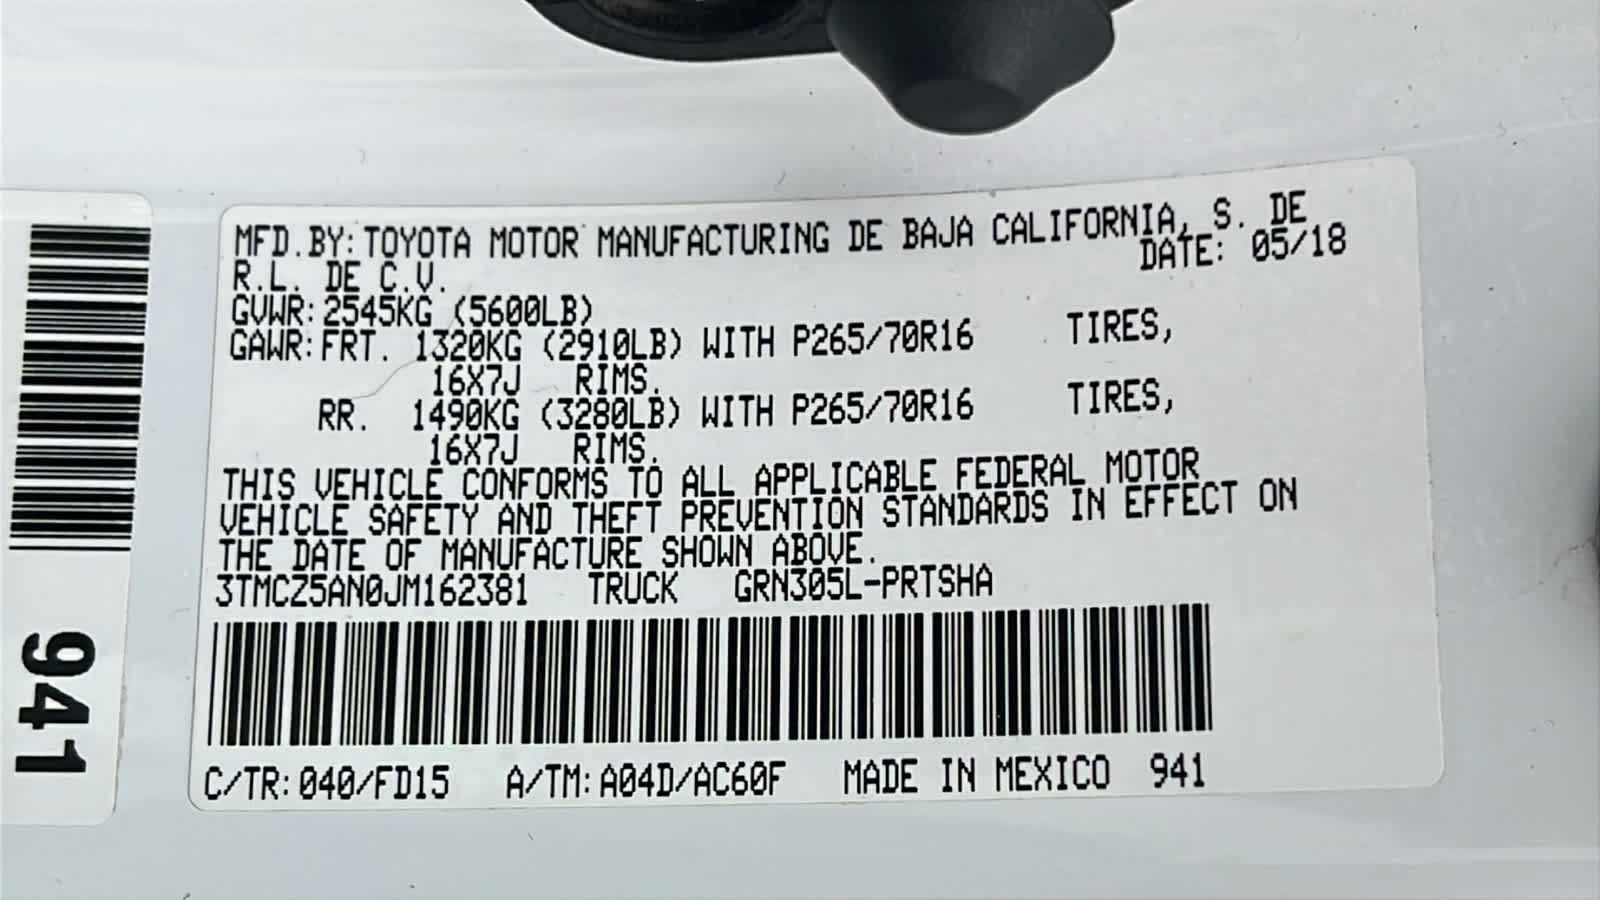 MFD.BY: TOYOTA MOTOR MANUFACTURING DE BAJA CALIFORNIA, S. DE
R.L. DE C.V. DATE: 05/18
GVWR: 2545KG (5600LB)
GAWR: FRT. 1320KG (2910LB) WITH P265/70R16 TIRES,
16X7J RIMS.
RR. 1490KG (3280LB) WITH P265/70R16 TIRES,
16X7J RIMS.
THIS VEHICLE CONFORMS TO ALL APPLICABLE FEDERAL MOTOR
VEHICLE SAFETY AND THEFT PREVENTION STANDARDS IN EFFECT ON
THE DATE OF MANUFACTURE SHOWN ABOVE.
3TMCZ5AN0JM162381 TRUCK GRN305L-PRTSHA
C/TR: 040/FD15 A/TM: A04D/AC60F MADE IN MEXICO 941
941